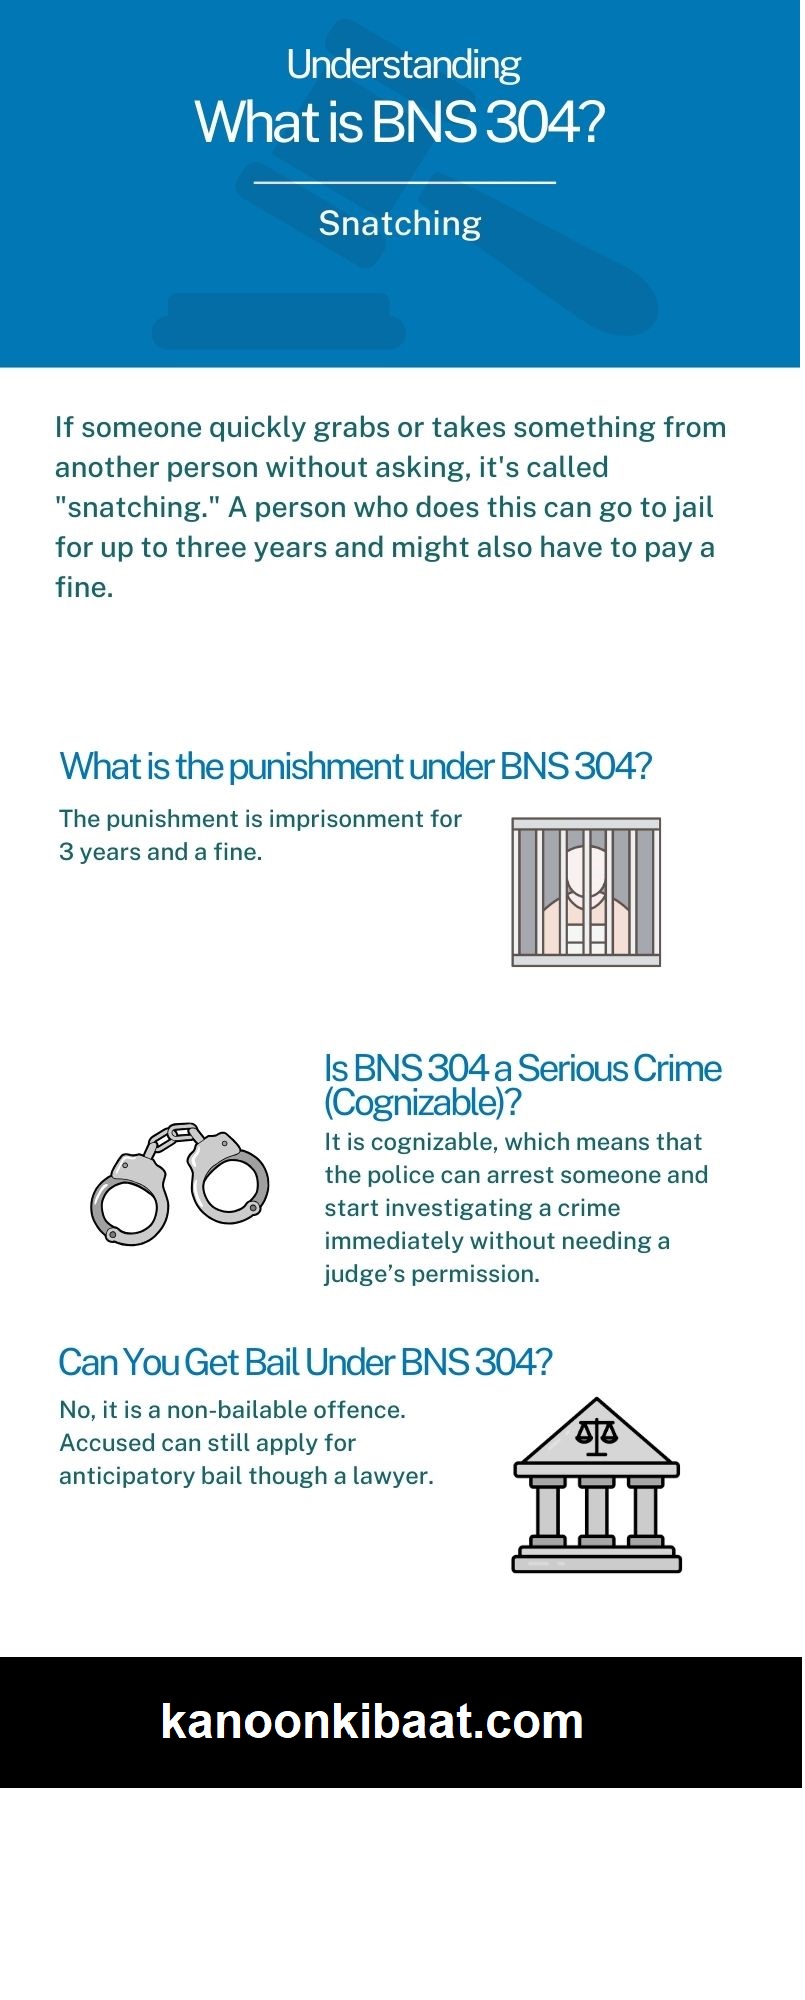 Understanding
What is BNS 304?
Snatching
If someone quickly grabs or takes something from
another person without asking, it's called
"snatching." A person who does this can go to jail
for up to three years and might also have to pay a
fine.
What is the punishment under BNS 304?
The punishment is imprisonment for
3 years and a fine.
Is BNS 304 a Serious Crime
(Cognizable)?
It is cognizable, which means that
the police can arrest someone and
start investigating a crime
immediately without needing a
judge’s permission.
Can You Get Bail Under BNS 304?
No, it is a non-bailable offence.
Accused can still apply for
anticipatory bail though a lawyer.
kanoonkibaat.com